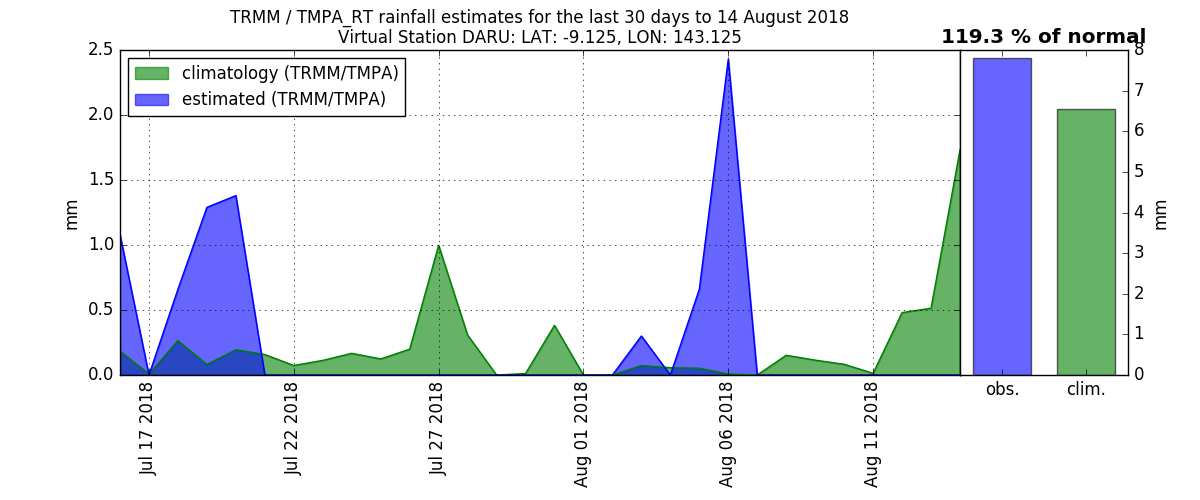 TRMM / TMPA_RT rainfall estimates for the last 30 days to 14 August 2018
Virtual Station DARU: LAT: -9.125, LON: 143.125
119.3 % of normal
climatology (TRMM/TMPA)
estimated (TRMM/TMPA)
2.5
2.0
1.5
1.0
0.5
0.0
mm
Jul 17 2018
Jul 22 2018
Jul 27 2018
Aug 01 2018
Aug 06 2018
Aug 11 2018
8
7
6
5
4
3
2
1
0
mm
obs.
clim.